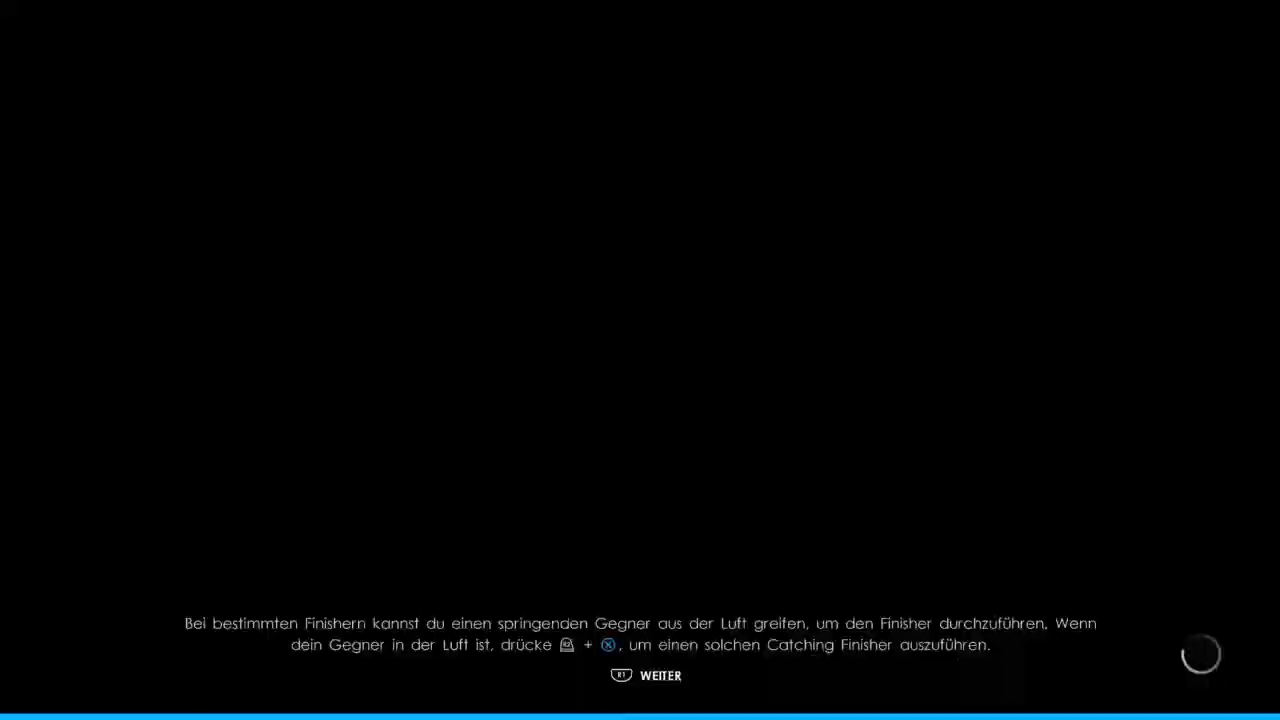 Bei bestimmten Finishern kannst du einen springenden Gegner aus der Luft greifen, um den Finisher durchzuführen. Wenn
dein Gegner in der Luft ist, drücke R2 + X, um einen solchen Catching Finisher auszuführen.
R1 WEITER